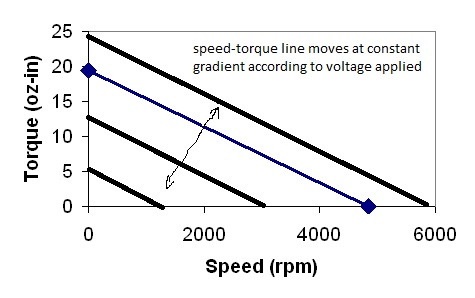 25
speed-torque line moves at constant
gradient according to voltage applied
20
15
10
5
0
Torque (oz-in)
0 2000 4000 6000
Speed (rpm)